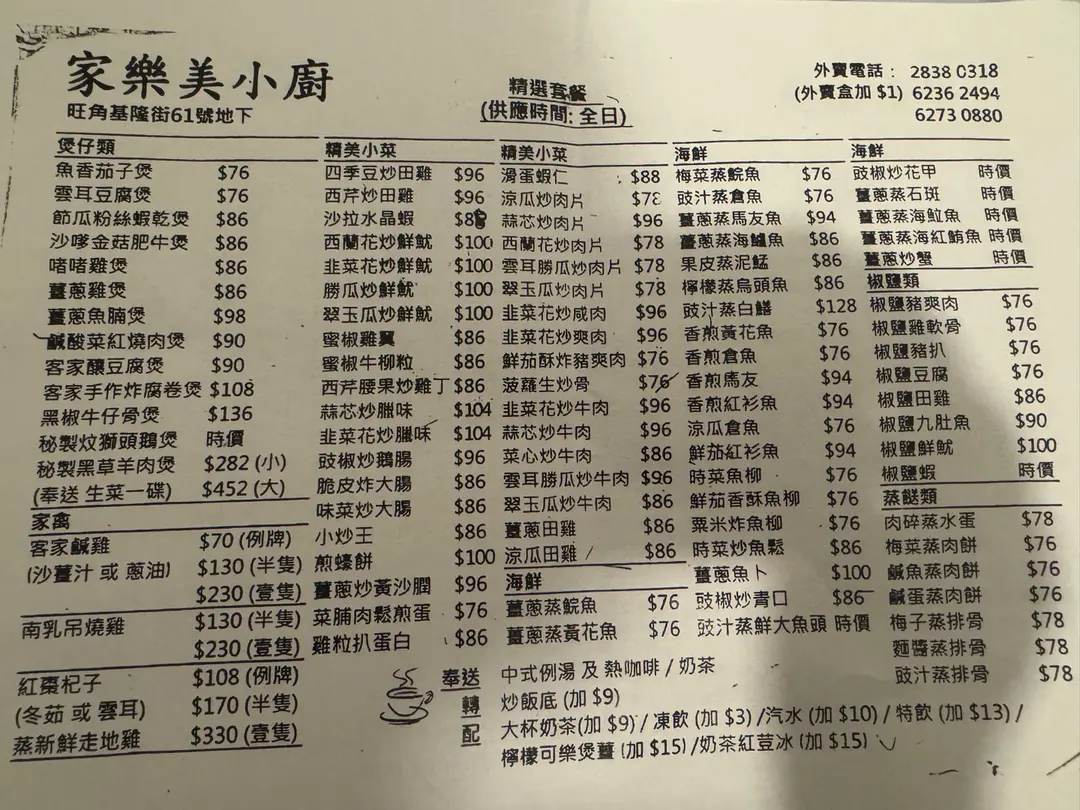 家樂美小廚
旺角基隆街61號地下
精選套餐
(供應時間: 全日)
外賣電話： 2838 0318
(外賣盒加 $1) 6236 2494
6273 0880
煲仔類
魚香茄子煲 $76
雲耳豆腐煲 $76
節瓜粉絲蝦乾煲 $86
沙嗲金菇肥牛煲 $86
啫啫雞煲 $86
薑蔥雞煲 $86
薑蔥魚腩煲 $98
鹹酸菜紅燒肉煲 $90
客家釀豆腐煲 $90
客家手作炸腐卷煲 $108
黑椒牛仔骨煲 $136
秘製炆獅頭鵝煲 時價
秘製黑草羊肉煲 $282 (小)
(奉送 生菜一碟) $452 (大)
家禽
客家鹹雞 $70 (例牌)
(沙薑汁 或 蔥油) $130 (半隻)
$230 (壹隻)
南乳吊燒雞 $130 (半隻)
$230 (壹隻)
紅棗杞子 $108 (例牌)
(冬茹 或 雲耳) $170 (半隻)
蒸新鮮走地雞 $330 (壹隻)
精美小菜
四季豆炒田雞 $96
西芹炒田雞 $96
沙拉水晶蝦
西蘭花炒鮮魷 $100
韭菜花炒鮮魷 $100
勝瓜炒鮮魷 $100
翠玉瓜炒鮮魷 $100
蜜椒雞翼 $86
蜜椒牛柳粒 $86
西芹腰果炒雞丁 $86
蒜芯炒臘味 $104
韭菜花炒臘味 $104
豉椒炒鵝腸 $96
脆皮炸大腸 $86
味菜炒大腸 $86
小炒王 $86
煎蠔餅 $100
薑蔥炒黃沙膶 $96
菜脯肉鬆煎蛋 $76
雞粒扒蛋白 $86
精美小菜
滑蛋蝦仁 $88
涼瓜炒肉片 $78
蒜芯炒肉片 $96
西蘭花炒肉片 $78
雲耳勝瓜炒肉片 $78
翠玉瓜炒肉片 $78
韭菜花炒咸肉 $96
韭菜花炒爽肉 $96
鮮茄酥炸豬爽肉 $76
菠蘿生炒骨 $76
韭菜花炒牛肉 $96
蒜芯炒牛肉 $96
菜心炒牛肉 $86
雲耳勝瓜炒牛肉 $96
翠玉瓜炒牛肉 $86
薑蔥田雞 $86
涼瓜田雞 $86
海鮮
薑蔥蒸鯇魚 $76
薑蔥蒸黃花魚 $76
海鮮
梅菜蒸鯇魚 $76
豉汁蒸倉魚 $76
薑蔥蒸馬友魚 $94
薑蔥蒸海鱸魚 $86
果皮蒸泥鯭 $86
檸檬蒸烏頭魚 $86
豉汁蒸白鱔 $128
香煎黃花魚 $76
香煎倉魚 $76
香煎馬友 $94
香煎紅衫魚 $94
涼瓜倉魚 $76
鮮茄紅衫魚 $94
時菜魚柳 $76
鮮茄香酥魚柳 $76
粟米炸魚柳 $76
時菜炒魚鬆 $86
薑蔥魚卜 $100
豉椒炒青口 $86
豉汁蒸鮮大魚頭 時價
海鮮
豉椒炒花甲 時價
薑蔥蒸石斑 時價
薑蔥蒸海魟魚 時價
薑蔥蒸海紅鮪魚 時價
薑蔥炒蟹 時價
椒鹽類
椒鹽豬爽肉 $76
椒鹽雞軟骨 $76
椒鹽豬扒 $76
椒鹽豆腐 $76
椒鹽田雞 $86
椒鹽九肚魚 $90
椒鹽鮮魷 $100
椒鹽蝦 時價
蒸餸類
肉碎蒸水蛋 $78
梅菜蒸肉餅 $76
鹹魚蒸肉餅 $76
鹹蛋蒸肉餅 $76
梅子蒸排骨 $78
麵醬蒸排骨 $78
豉汁蒸排骨 $78
奉送 中式例湯 及 熱咖啡 / 奶茶
轉配 炒飯底 (加 $9)
大杯奶茶(加 $9) / 凍飲 (加 $3) /汽水 (加 $10) / 特飲 (加 $13) /
檸檬可樂煲薑 (加 $15) /奶茶紅荳冰 (加 $15)